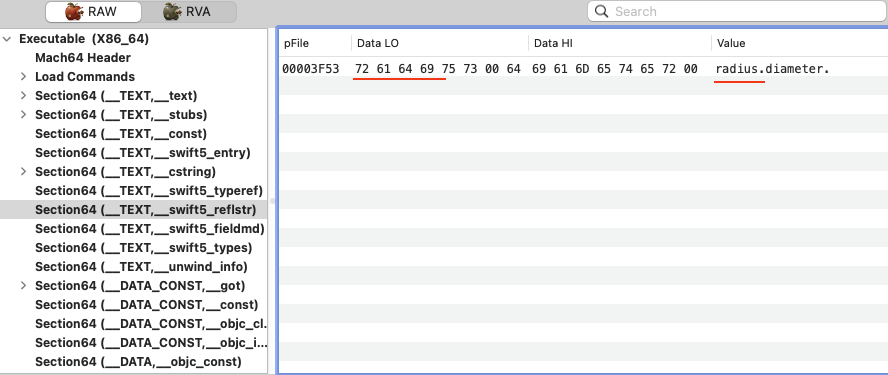 RAW RVA Search
Executable (X86_64)
Mach64 Header
Load Commands
Section64 (__TEXT,__text)
Section64 (__TEXT,__stubs)
Section64 (__TEXT,__const)
Section64 (__TEXT,__swift5_entry)
Section64 (__TEXT,__cstring)
Section64 (__TEXT,__swift5_typeref)
Section64 (__TEXT,__swift5_reflstr)
Section64 (__TEXT,__swift5_fieldmd)
Section64 (__TEXT,__swift5_types)
Section64 (__TEXT,__unwind_info)
Section64 (__DATA_CONST,__got)
Section64 (__DATA_CONST,__const)
Section64 (__DATA_CONST,__objc_cl...
Section64 (__DATA_CONST,__objc_i...
Section64 (__DATA,__objc_const)
pFile Data LO Data HI Value
00003F53 72 61 64 69 75 73 00 64 69 61 6D 65 74 65 72 00 radius.diameter.